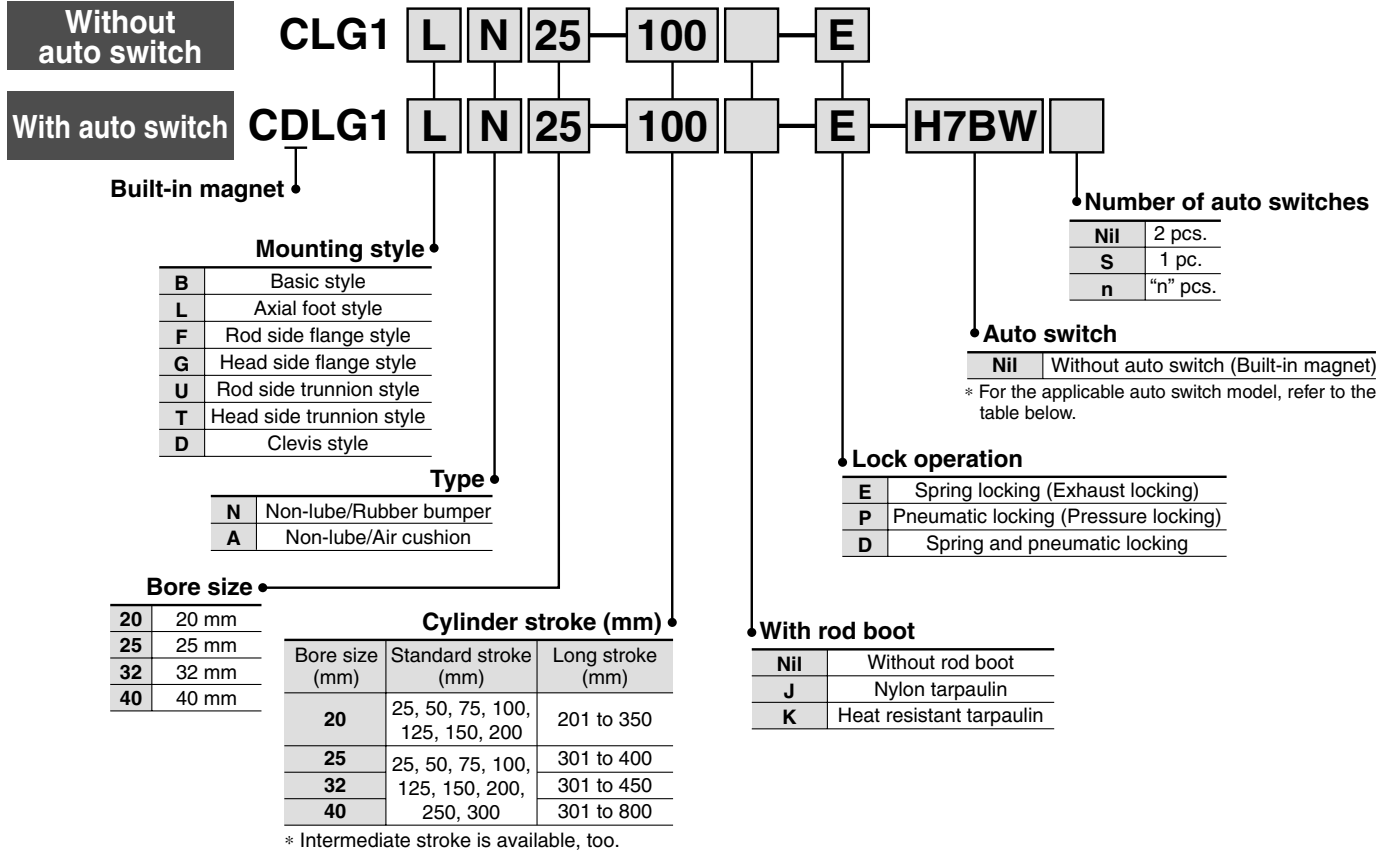 Without
auto switch
CLG1 L N 25 100 E
With auto switch
CDLG1 L N 25 100 E H7BW
Built-in magnet
Number of auto switches
Nil 2 pcs.
S 1 pc.
n "n" pcs.
Mounting style
B Basic style
L Axial foot style
F Rod side flange style
G Head side flange style
U Rod side trunnion style
T Head side trunnion style
D Clevis style
Auto switch
Nil Without auto switch (Built-in magnet)
* For the applicable auto switch model, refer to the
table below.
Type
N Non-lube/Rubber bumper
A Non-lube/Air cushion
Lock operation
E Spring locking (Exhaust locking)
P Pneumatic locking (Pressure locking)
D Spring and pneumatic locking
Bore size
20 20 mm
25 25 mm
32 32 mm
40 40 mm
Cylinder stroke (mm)
Bore size Standard stroke Long stroke
(mm) (mm) (mm)
20 25, 50, 75, 100, 201 to 350
125, 150, 200
25 25, 50, 75, 100, 301 to 400
32 125, 150, 200, 301 to 450
40 250, 300 301 to 800
* Intermediate stroke is available, too.
With rod boot
Nil Without rod boot
J Nylon tarpaulin
K Heat resistant tarpaulin